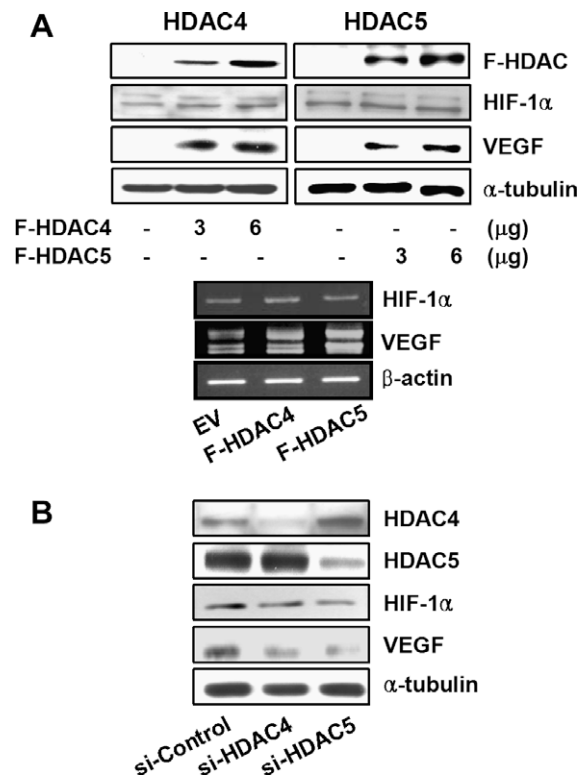 A
HDAC4 HDAC5
F-HDAC
HIF-1α
VEGF
α-tubulin
F-HDAC4 - 3 6 - - - (μg)
F-HDAC5 - - - - 3 6 (μg)
HIF-1α
VEGF
β-actin
EV F-HDAC4 F-HDAC5
B
HDAC4
HDAC5
HIF-1α
VEGF
α-tubulin
si-Control si-HDAC4 si-HDAC5